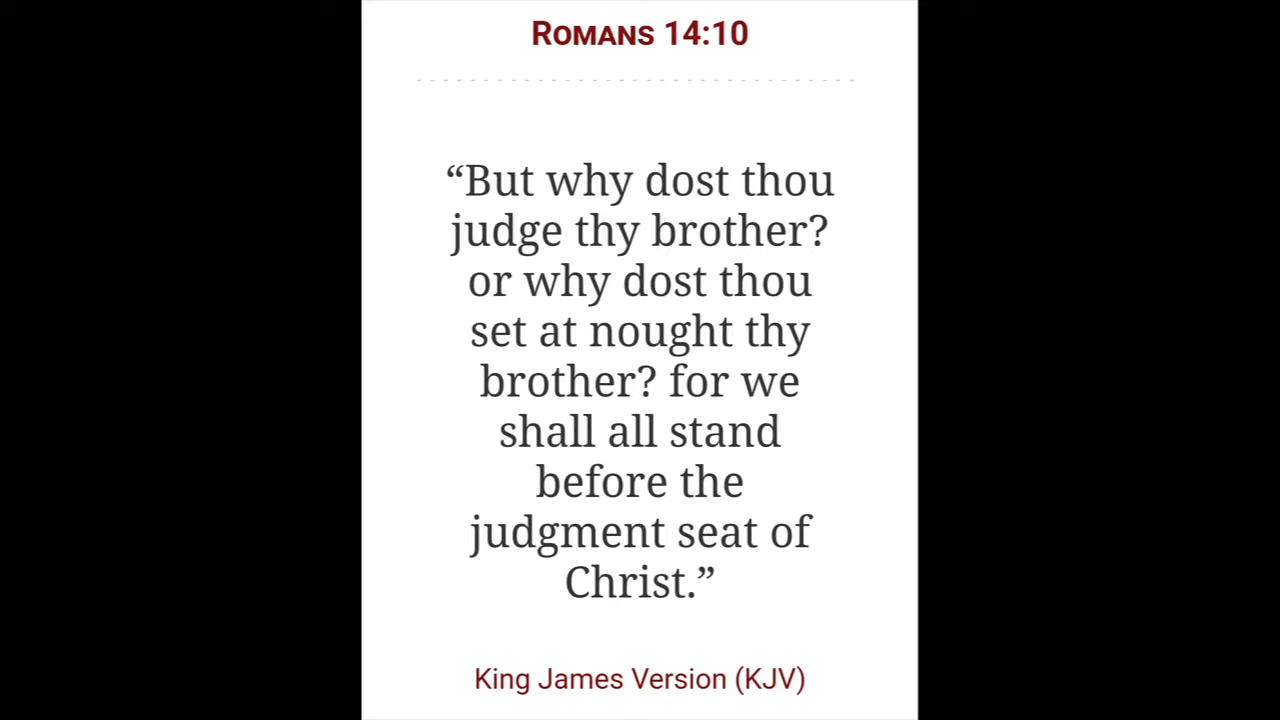 Romans 14:10
“But why dost thou
judge thy brother?
or why dost thou
set at nought thy
brother? for we
shall all stand
before the
judgment seat of
Christ.”
King James Version (KJV)